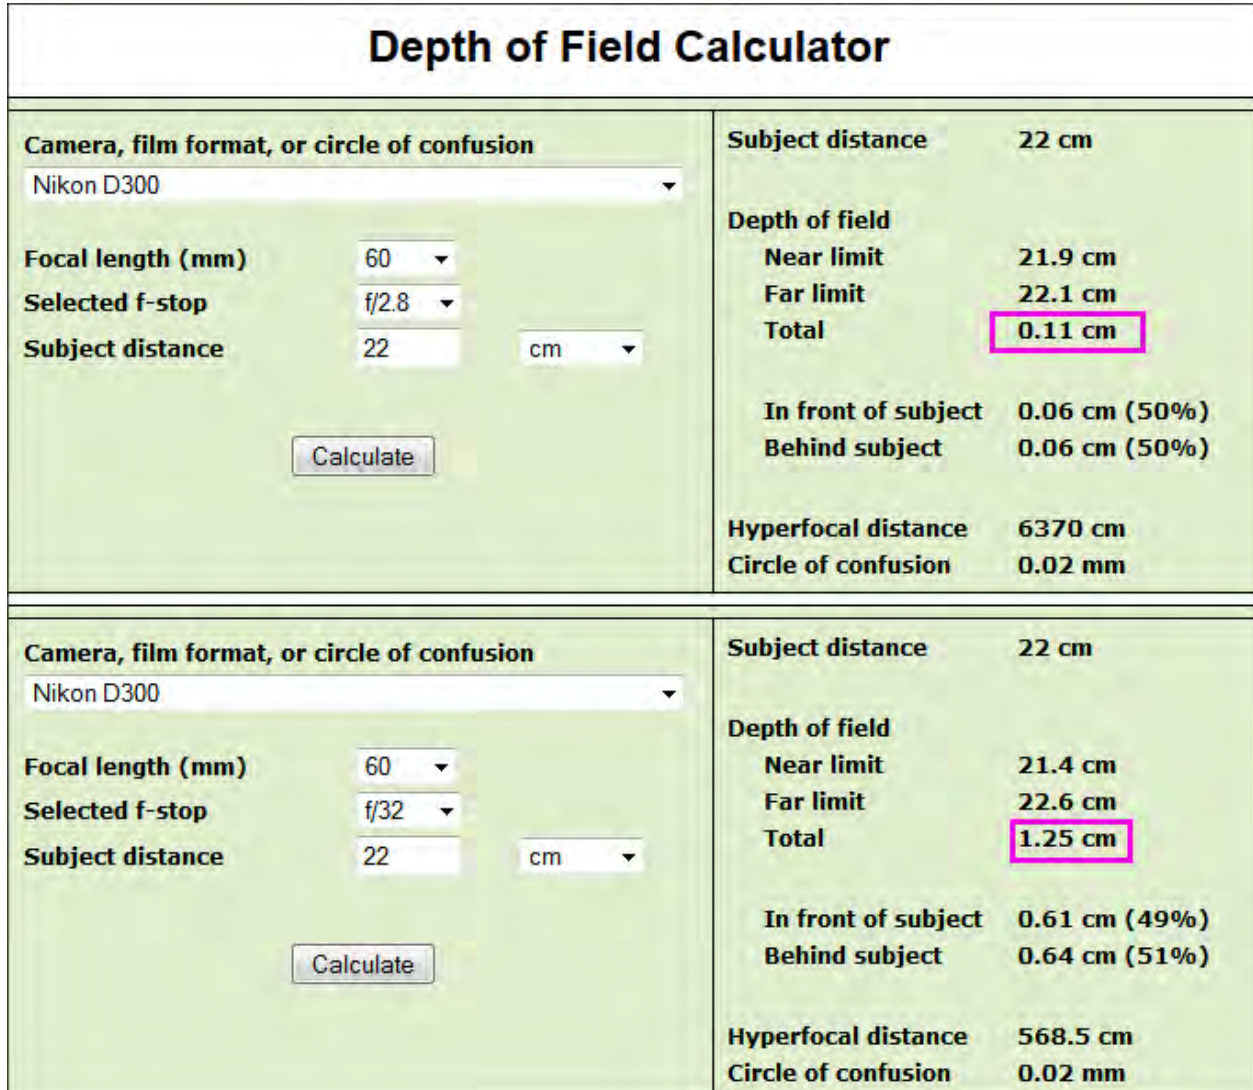 Depth of Field Calculator
Camera, film format, or circle of confusion
Nikon D300
Focal length (mm) 60
Selected f-stop f/2.8
Subject distance 22 cm
Calculate
Subject distance 22 cm
Depth of field
Near limit 21.9 cm
Far limit 22.1 cm
Total 0.11 cm
In front of subject 0.06 cm (50%)
Behind subject 0.06 cm (50%)
Hyperfocal distance 6370 cm
Circle of confusion 0.02 mm
Camera, film format, or circle of confusion
Nikon D300
Focal length (mm) 60
Selected f-stop f/32
Subject distance 22 cm
Calculate
Subject distance 22 cm
Depth of field
Near limit 21.4 cm
Far limit 22.6 cm
Total 1.25 cm
In front of subject 0.61 cm (49%)
Behind subject 0.64 cm (51%)
Hyperfocal distance 568.5 cm
Circle of confusion 0.02 mm